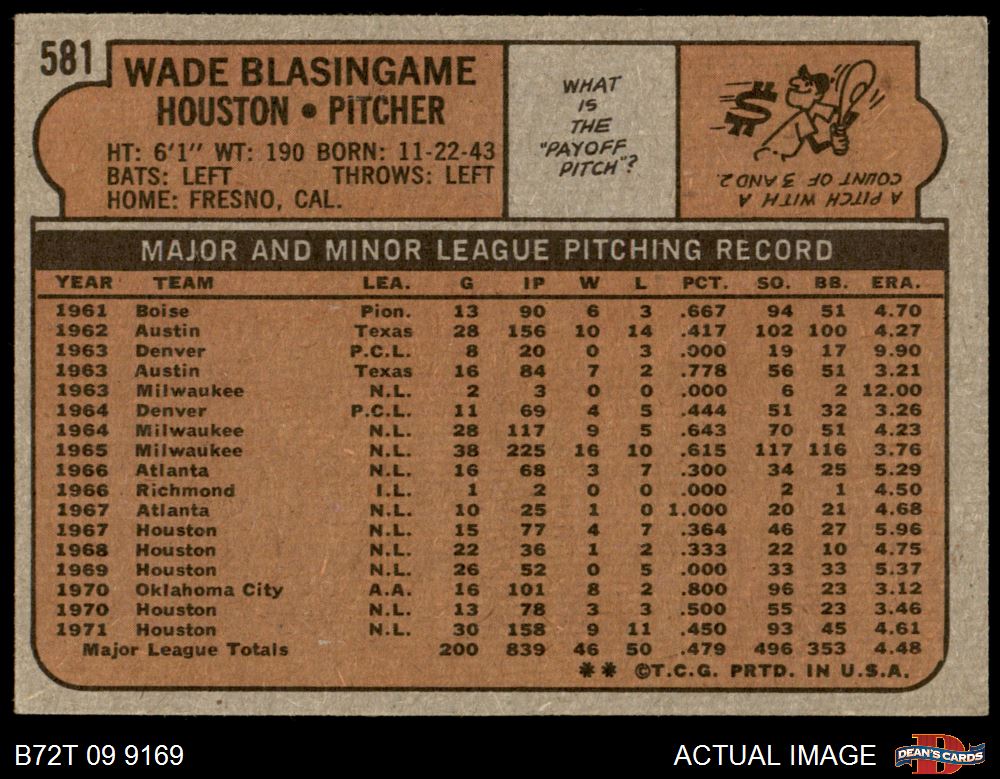 581
WADE BLASINGAME
HOUSTON • PITCHER
HT: 6'1" WT: 190 BORN: 11-22-43
BATS: LEFT THROWS: LEFT
HOME: FRESNO, CAL.
WHAT
IS
THE
"PAYOFF
PITCH"?
$
A PITCH WITH A
COUNT OF 3 AND 2.
MAJOR AND MINOR LEAGUE PITCHING RECORD
YEAR TEAM LEA. G IP W L PCT. SO. BB. ERA.
1961 Boise Pion. 13 90 6 3 .667 94 51 4.70
1962 Austin Texas 28 156 10 14 .417 102 100 4.27
1963 Denver P.C.L. 8 20 0 3 .000 19 17 9.90
1963 Austin Texas 16 84 7 2 .778 56 51 3.21
1963 Milwaukee N.L. 2 3 0 0 .000 6 2 12.00
1964 Denver P.C.L. 11 69 4 5 .444 51 32 3.26
1964 Milwaukee N.L. 28 117 9 5 .643 70 51 4.23
1965 Milwaukee N.L. 38 225 16 10 .615 117 116 3.76
1966 Atlanta N.L. 16 68 3 7 .300 34 25 5.29
1966 Richmond I.L. 1 2 0 0 .000 2 1 4.50
1967 Atlanta N.L. 10 25 1 0 1.000 20 21 4.68
1967 Houston N.L. 15 77 4 7 .364 46 27 5.96
1968 Houston N.L. 22 36 1 2 .333 22 10 4.75
1969 Houston N.L. 26 52 0 5 .000 33 33 5.37
1970 Oklahoma City A.A. 16 101 8 2 .800 96 23 3.12
1970 Houston N.L. 13 78 3 3 .500 55 23 3.46
1971 Houston N.L. 30 158 9 11 .450 93 45 4.61
Major League Totals 200 839 46 50 .479 496 353 4.48
** ©T.C.G. PRTD. IN U.S.A.
B72T 09 9169
ACTUAL IMAGE
D
DEAN'S CARDS